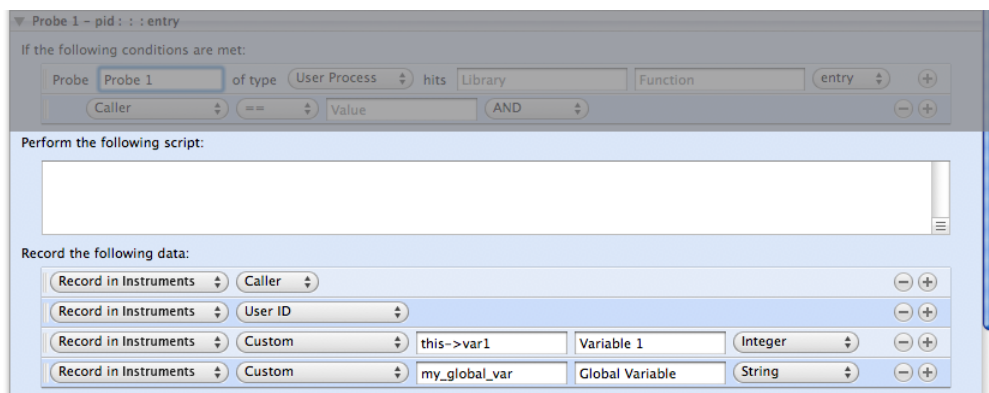 Probe 1 – pid : : : entry
If the following conditions are met:
Probe Probe 1 of type User Process hits Library Function entry
Caller == Value AND
Perform the following script:
Record the following data:
Record in Instruments Caller
Record in Instruments User ID
Record in Instruments Custom this->var1 Variable 1 Integer
Record in Instruments Custom my_global_var Global Variable String